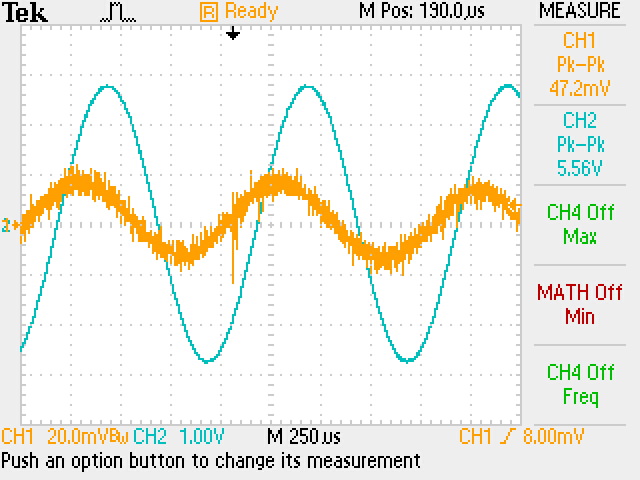 Tek R Ready M Pos: 190.0µs MEASURE
CH1
Pk-Pk
47.2mV
CH2
Pk-Pk
5.56V
2
CH4 Off
Max
MATH Off
Min
CH4 Off
Freq
CH1 20.0mVBW CH2 1.00V M 250µs CH1 8.00mV
Push an option button to change its measurement